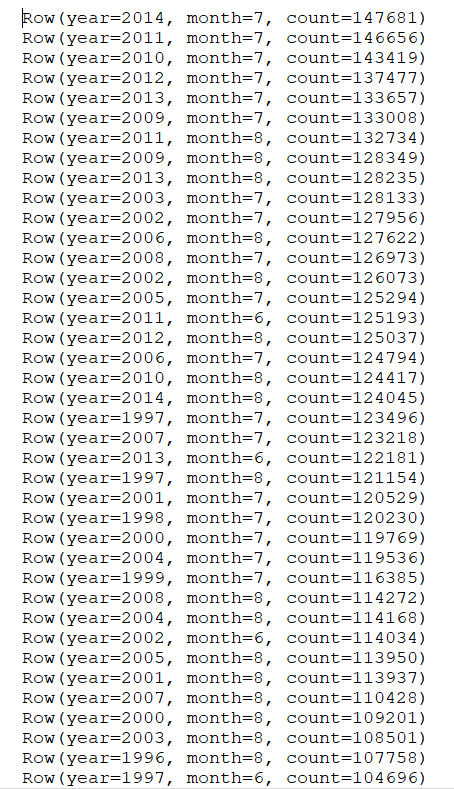 Row(year=2014, month=7, count=147681)
Row(year=2011, month=7, count=146656)
Row(year=2010, month=7, count=143419)
Row(year=2012, month=7, count=137477)
Row(year=2013, month=7, count=133657)
Row(year=2009, month=7, count=133008)
Row(year=2011, month=8, count=132734)
Row(year=2009, month=8, count=128349)
Row(year=2013, month=8, count=128235)
Row(year=2003, month=7, count=128133)
Row(year=2002, month=7, count=127956)
Row(year=2006, month=8, count=127622)
Row(year=2008, month=7, count=126973)
Row(year=2002, month=8, count=126073)
Row(year=2005, month=7, count=125294)
Row(year=2011, month=6, count=125193)
Row(year=2012, month=8, count=125037)
Row(year=2006, month=7, count=124794)
Row(year=2010, month=8, count=124417)
Row(year=2014, month=8, count=124045)
Row(year=1997, month=7, count=123496)
Row(year=2007, month=7, count=123218)
Row(year=2013, month=6, count=122181)
Row(year=1997, month=8, count=121154)
Row(year=2001, month=7, count=120529)
Row(year=1998, month=7, count=120230)
Row(year=2000, month=7, count=119769)
Row(year=2004, month=7, count=119536)
Row(year=1999, month=7, count=116385)
Row(year=2008, month=8, count=114272)
Row(year=2004, month=8, count=114168)
Row(year=2002, month=6, count=114034)
Row(year=2005, month=8, count=113950)
Row(year=2001, month=8, count=113937)
Row(year=2007, month=8, count=110428)
Row(year=2000, month=8, count=109201)
Row(year=2003, month=8, count=108501)
Row(year=1996, month=8, count=107758)
Row(year=1997, month=6, count=104696)